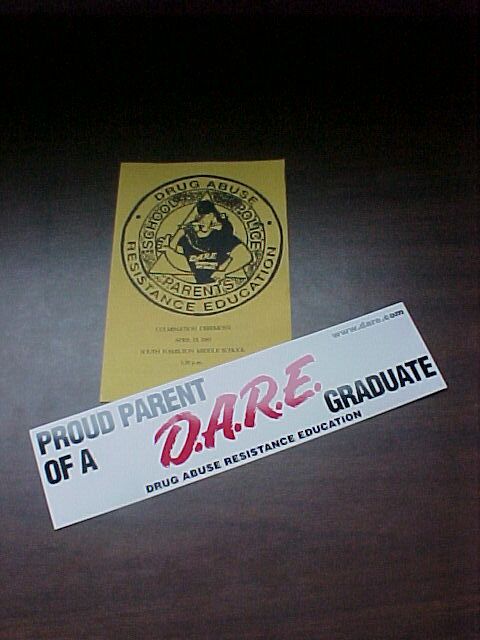 DRUG ABUSE
SCHOOL POLICE
D.A.R.E.
PARENTS
RESISTANCE EDUCATION
CULMINATION CEREMONY
SOUTH HAMILTON MIDDLE SCHOOL
p.m.
www.dare.com
PROUD PARENT
OF A
D.A.R.E.
GRADUATE
DRUG ABUSE RESISTANCE EDUCATION